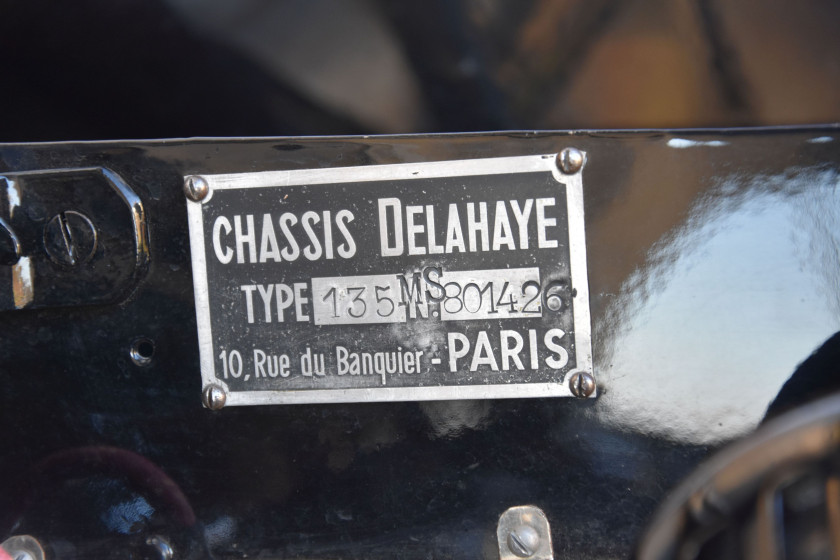 CHASSIS DELAHAYE
TYPE 135 MS N. 801426
10, Rue du Banquier - PARIS